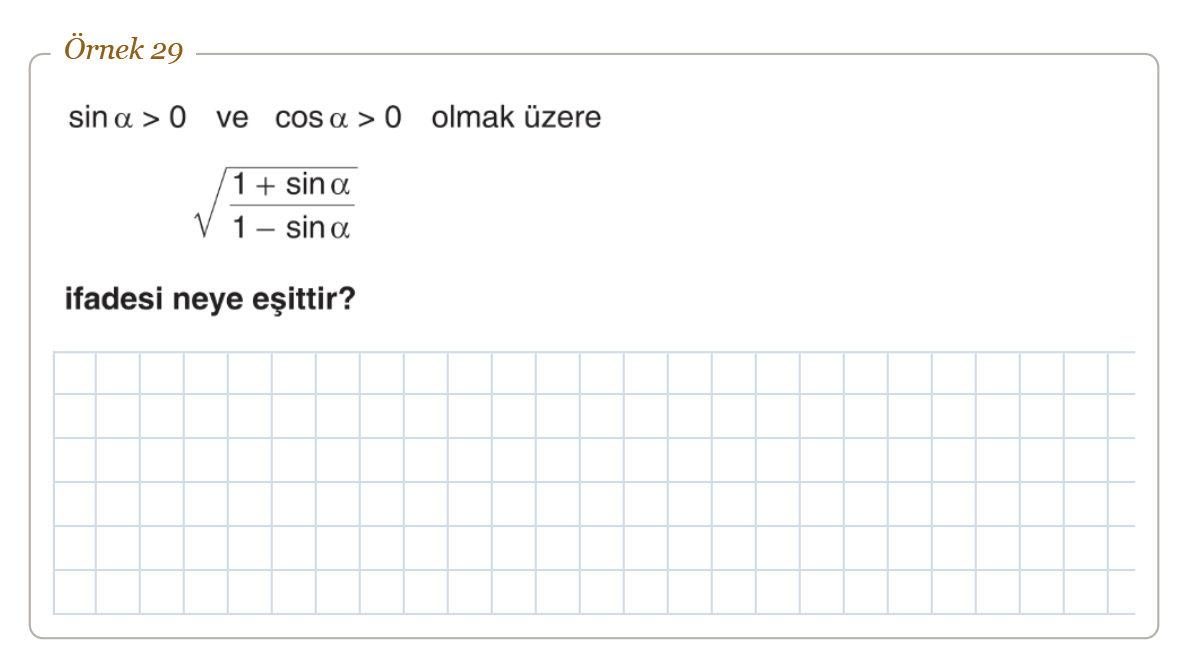 Örnek 29
sin α > 0 ve cos α > 0 olmak üzere
√((1 + sin α)/(1 − sin α))
ifadesi neye eşittir?